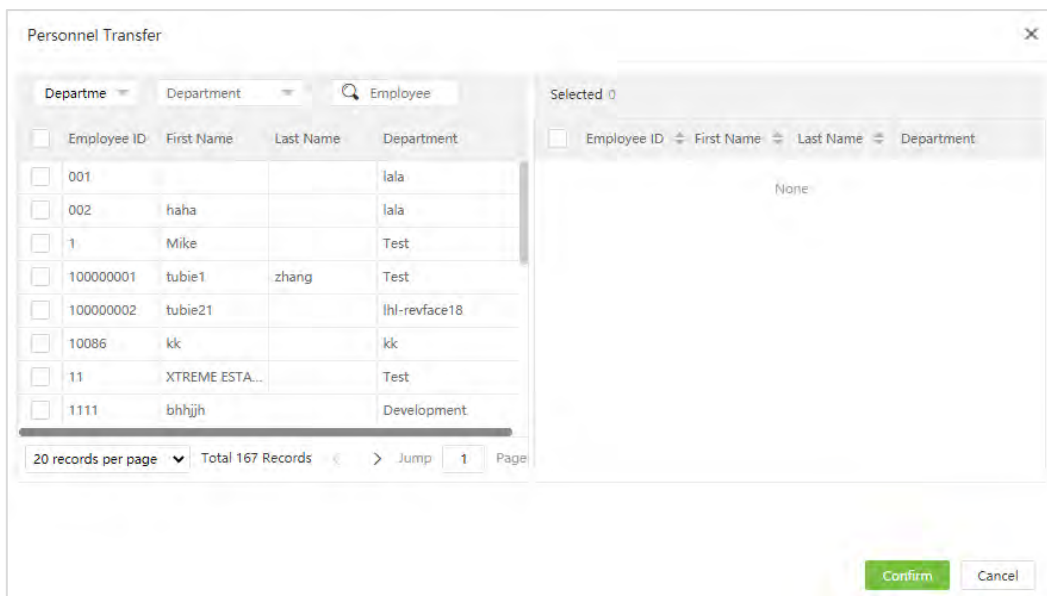 Personnel Transfer
Departme Department Employee
Employee ID First Name Last Name Department
001 lala
002 haha lala
1 Mike Test
100000001 tubie1 zhang Test
100000002 tubie21 lhl-revface18
10086 kk kk
11 XTREME ESTA... Test
1111 bhhjjh Development
20 records per page Total 167 Records < > Jump 1 Page
Selected 0
Employee ID First Name Last Name Department
None
Confirm Cancel